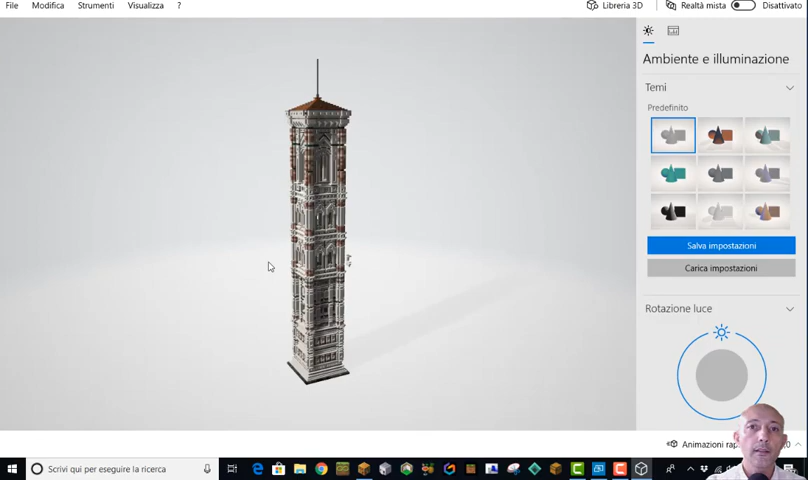 File Modifica Strumenti Visualizza ? Libreria 3D Realtà mista Disattivato
Ambiente e illuminazione
Temi
Predefinito
Salva impostazioni
Carica impostazioni
Rotazione luce
Animazioni
Scrivi qui per eseguire la ricerca